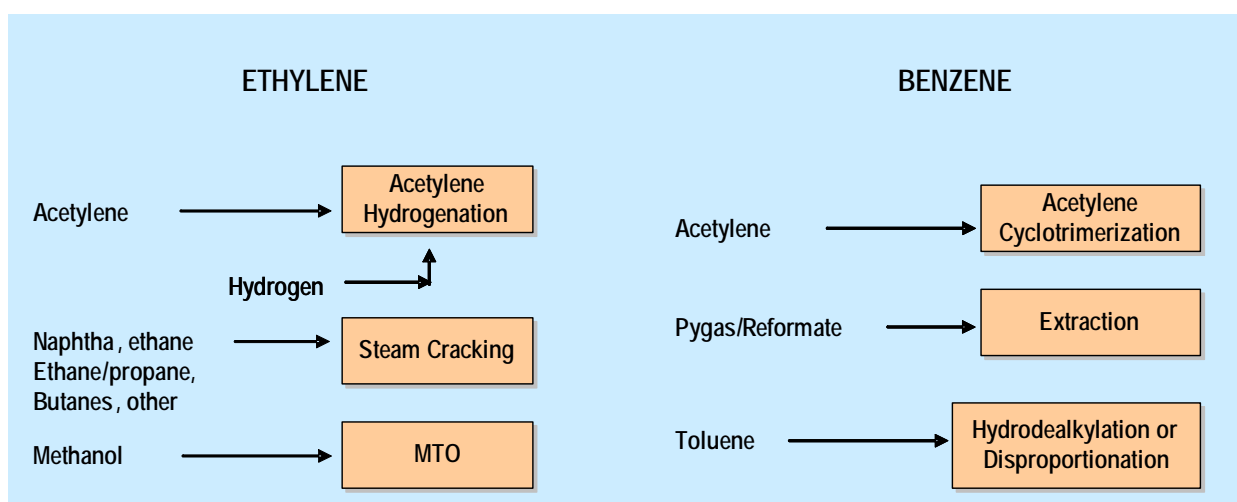 ETHYLENE
Acetylene
Acetylene
Hydrogenation
Hydrogen
Naphtha , ethane
Ethane/propane,
Butanes , other
Steam Cracking
Methanol
MTO
BENZENE
Acetylene
Acetylene
Cyclotrimerization
Pygas/Reformate
Extraction
Toluene
Hydrodealkylation or
Disproportionation